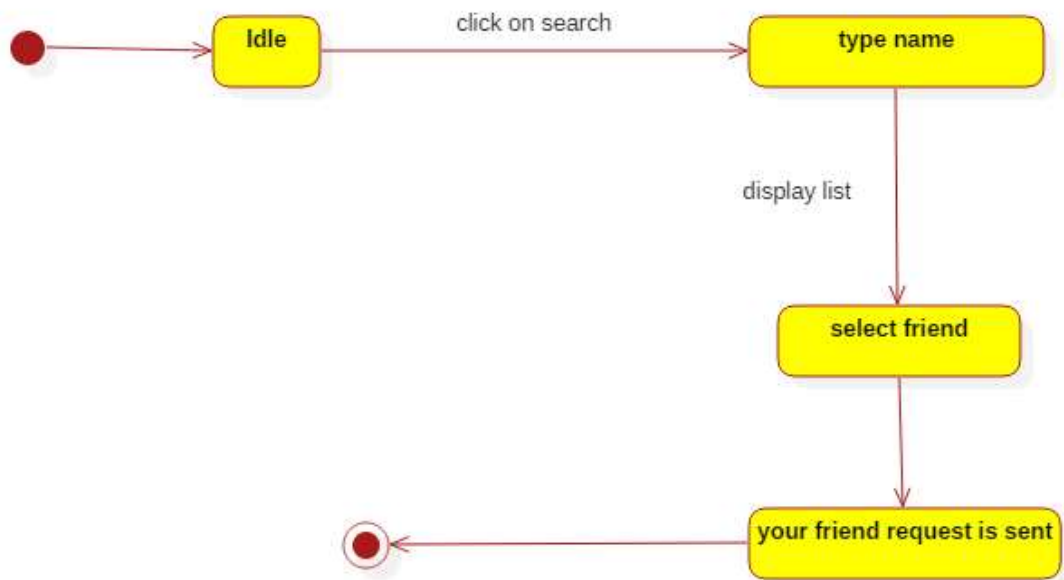 click on search
Idle
type name
display list
select friend
your friend request is sent